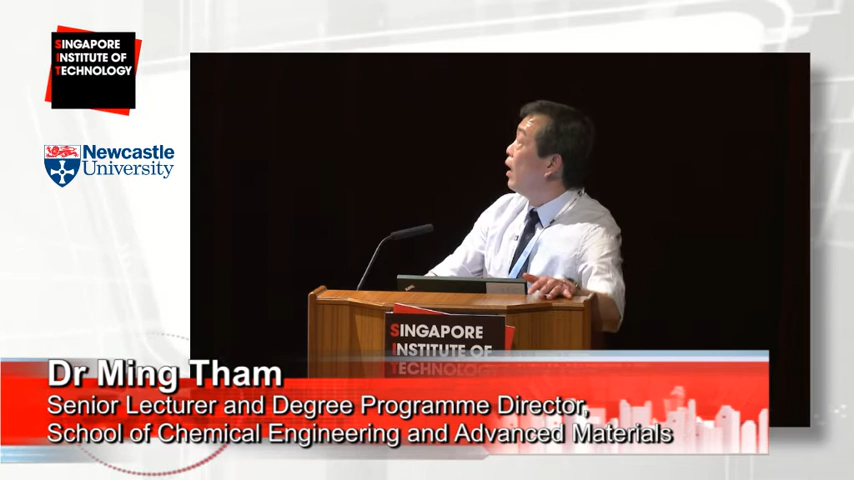 SINGAPORE
INSTITUTE OF
TECHNOLOGY
Newcastle
University
SINGAPORE
INSTITUTE OF
TECHNOLOGY
Dr Ming Tham
Senior Lecturer and Degree Programme Director,
School of Chemical Engineering and Advanced Materials